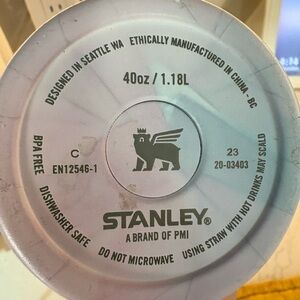 DESIGNED IN SEATTLE WA ETHICALLY MANUFACTURED IN CHINA - BC
40oz / 1.18L
BPA FREE
C
EN12546-1
23
20-03403
STANLEY®
A BRAND OF PMI
DISHWASHER SAFE DO NOT MICROWAVE USING STRAW WITH HOT DRINKS MAY SCALD